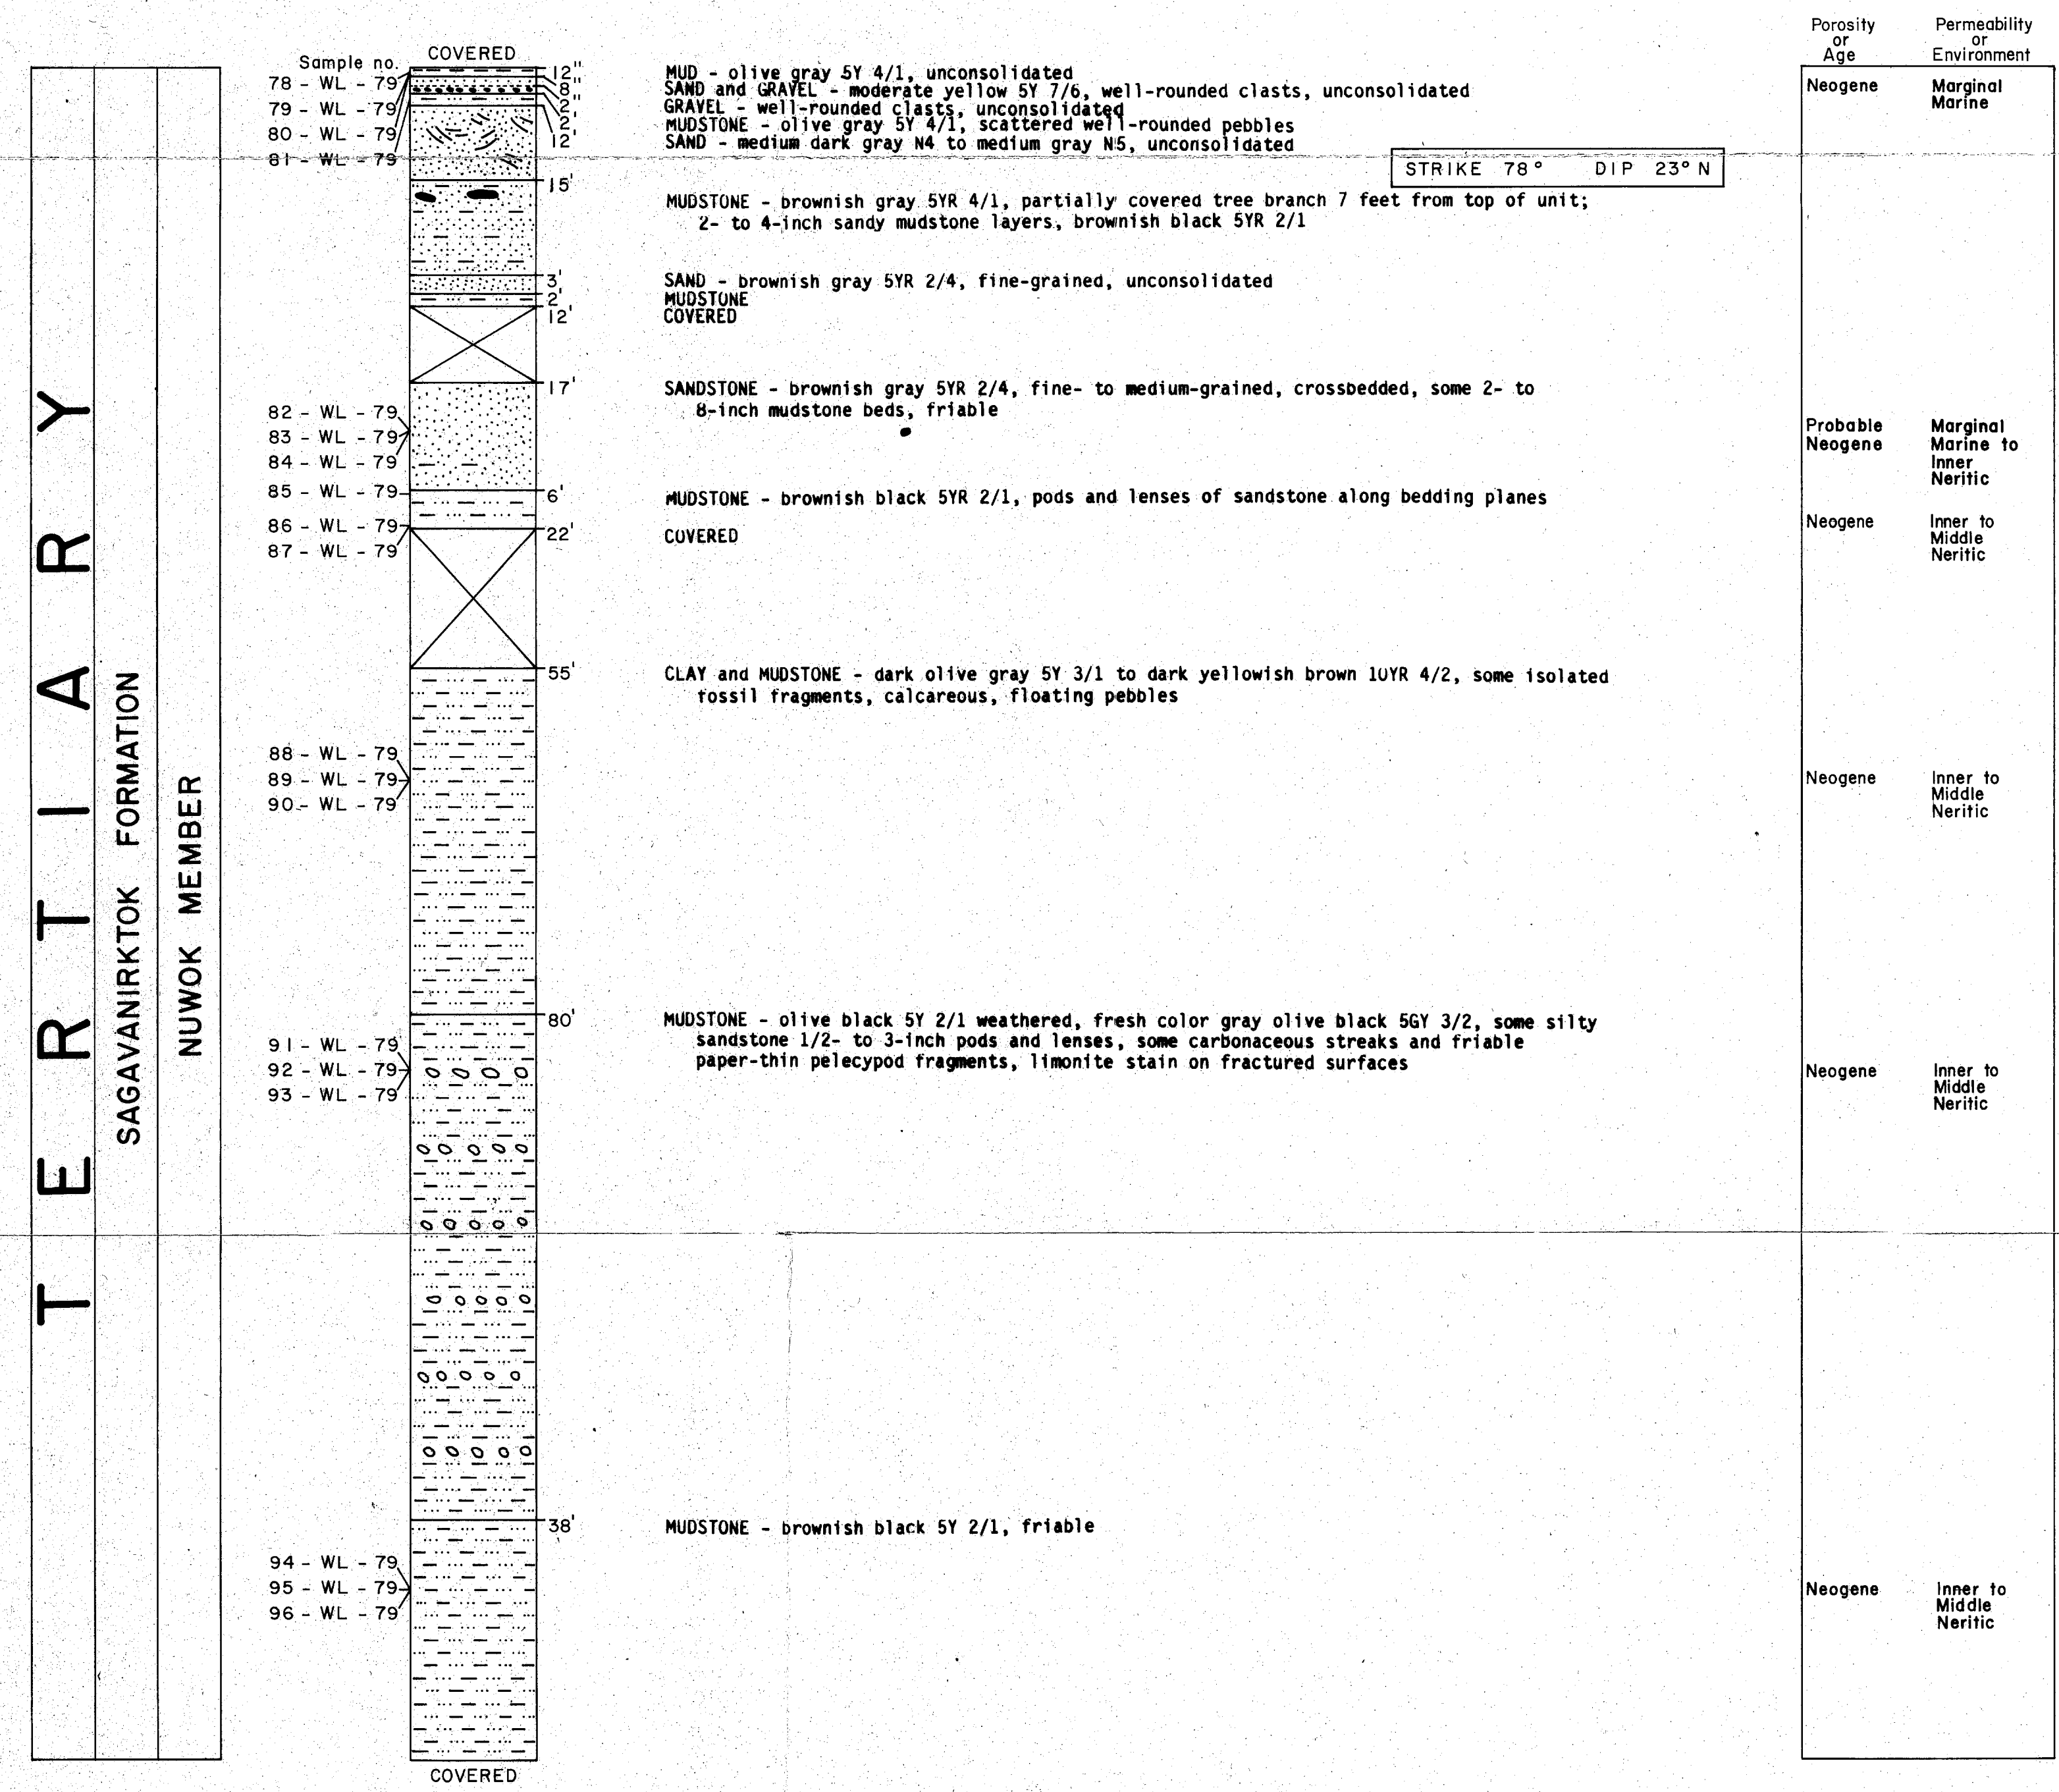 Porosity or Age
Permeability or Environment
COVERED
Sample no.
78 - WL - 79
79 - WL - 79
80 - WL - 79
81 - WL - 79
12"
8"
2"
2'
12'
MUD - olive gray 5Y 4/1, unconsolidated
SAND and GRAVEL - moderate yellow 5Y 7/6, well-rounded clasts, unconsolidated
GRAVEL - well-rounded clasts, unconsolidated
MUDSTONE - olive gray 5Y 4/1, scattered well-rounded pebbles
SAND - medium dark gray N4 to medium gray N5, unconsolidated
Neogene
Marginal
Marine
STRIKE 78° DIP 23° N
15'
MUDSTONE - brownish gray 5YR 4/1, partially covered tree branch 7 feet from top of unit;
2- to 4-inch sandy mudstone layers, brownish black 5YR 2/1
3'
SAND - brownish gray 5YR 2/4, fine-grained, unconsolidated
2'
MUDSTONE
12'
COVERED
17'
SANDSTONE - brownish gray 5YR 2/4, fine- to medium-grained, crossbedded, some 2- to
8-inch mudstone beds, friable
82 - WL - 79
83 - WL - 79
84 - WL - 79
Probable
Neogene
Marginal
Marine to
Inner
Neritic
85 - WL - 79
6'
MUDSTONE - brownish black 5YR 2/1, pods and lenses of sandstone along bedding planes
86 - WL - 79
87 - WL - 79
22'
COVERED
Neogene
Inner to
Middle
Neritic
55'
CLAY and MUDSTONE - dark olive gray 5Y 3/1 to dark yellowish brown 10YR 4/2, some isolated
fossil fragments, calcareous, floating pebbles
88 - WL - 79
89 - WL - 79
90 - WL - 79
Neogene
Inner to
Middle
Neritic
80'
MUDSTONE - olive black 5Y 2/1 weathered, fresh color gray olive black 5GY 3/2, some silty
sandstone 1/2- to 3-inch pods and lenses, some carbonaceous streaks and friable
paper-thin pelecypod fragments, limonite stain on fractured surfaces
91 - WL - 79
92 - WL - 79
93 - WL - 79
Neogene
Inner to
Middle
Neritic
38'
MUDSTONE - brownish black 5Y 2/1, friable
94 - WL - 79
95 - WL - 79
96 - WL - 79
Neogene
Inner to
Middle
Neritic
COVERED
TERTIARY
SAGAVANIRKTOK FORMATION
NUWOK MEMBER